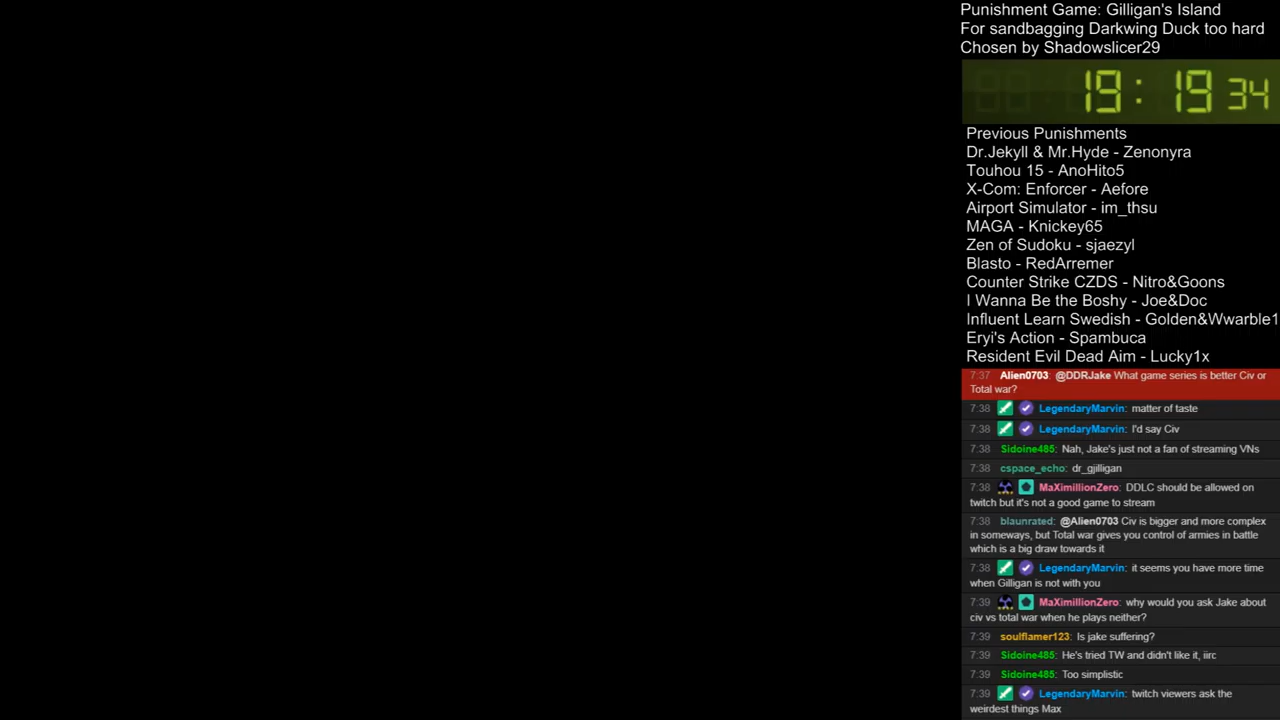 Punishment Game: Gilligan's Island
For sandbagging Darkwing Duck too hard
Chosen by Shadowslicer29
19:19 34
Previous Punishments
Dr.Jekyll & Mr.Hyde - Zenonyra
Touhou 15 - AnoHito5
X-Com: Enforcer - Aefore
Airport Simulator - im_thsu
MAGA - Knickey65
Zen of Sudoku - sjaezyl
Blasto - RedArremer
Counter Strike CZDS - Nitro&Goons
I Wanna Be the Boshy - Joe&Doc
Influent Learn Swedish - Golden&Wwarble1
Eryi's Action - Spambuca
Resident Evil Dead Aim - Lucky1x
7:37 Alien0703: @DDRJake What game series is better Civ or
Total war?
7:38 LegendaryMarvin: matter of taste
7:38 LegendaryMarvin: I'd say Civ
7:38 Sidoine485: Nah, Jake's just not a fan of streaming VNs
7:38 cspace_echo: dr_gjilligan
7:38 MaXimillionZero: DDLC should be allowed on
twitch but it's not a good game to stream
7:38 blaunrated: @Alien0703 Civ is bigger and more complex
in someways, but Total war gives you control of armies in battle
which is a big draw towards it
7:38 LegendaryMarvin: it seems you have more time
when Gilligan is not with you
7:39 MaXimillionZero: why would you ask Jake about
civ vs total war when he plays neither?
7:39 soulflamer123: Is jake suffering?
7:39 Sidoine485: He's tried TW and didn't like it, iirc
7:39 Sidoine485: Too simplistic
7:39 LegendaryMarvin: twitch viewers ask the
weirdest things Max